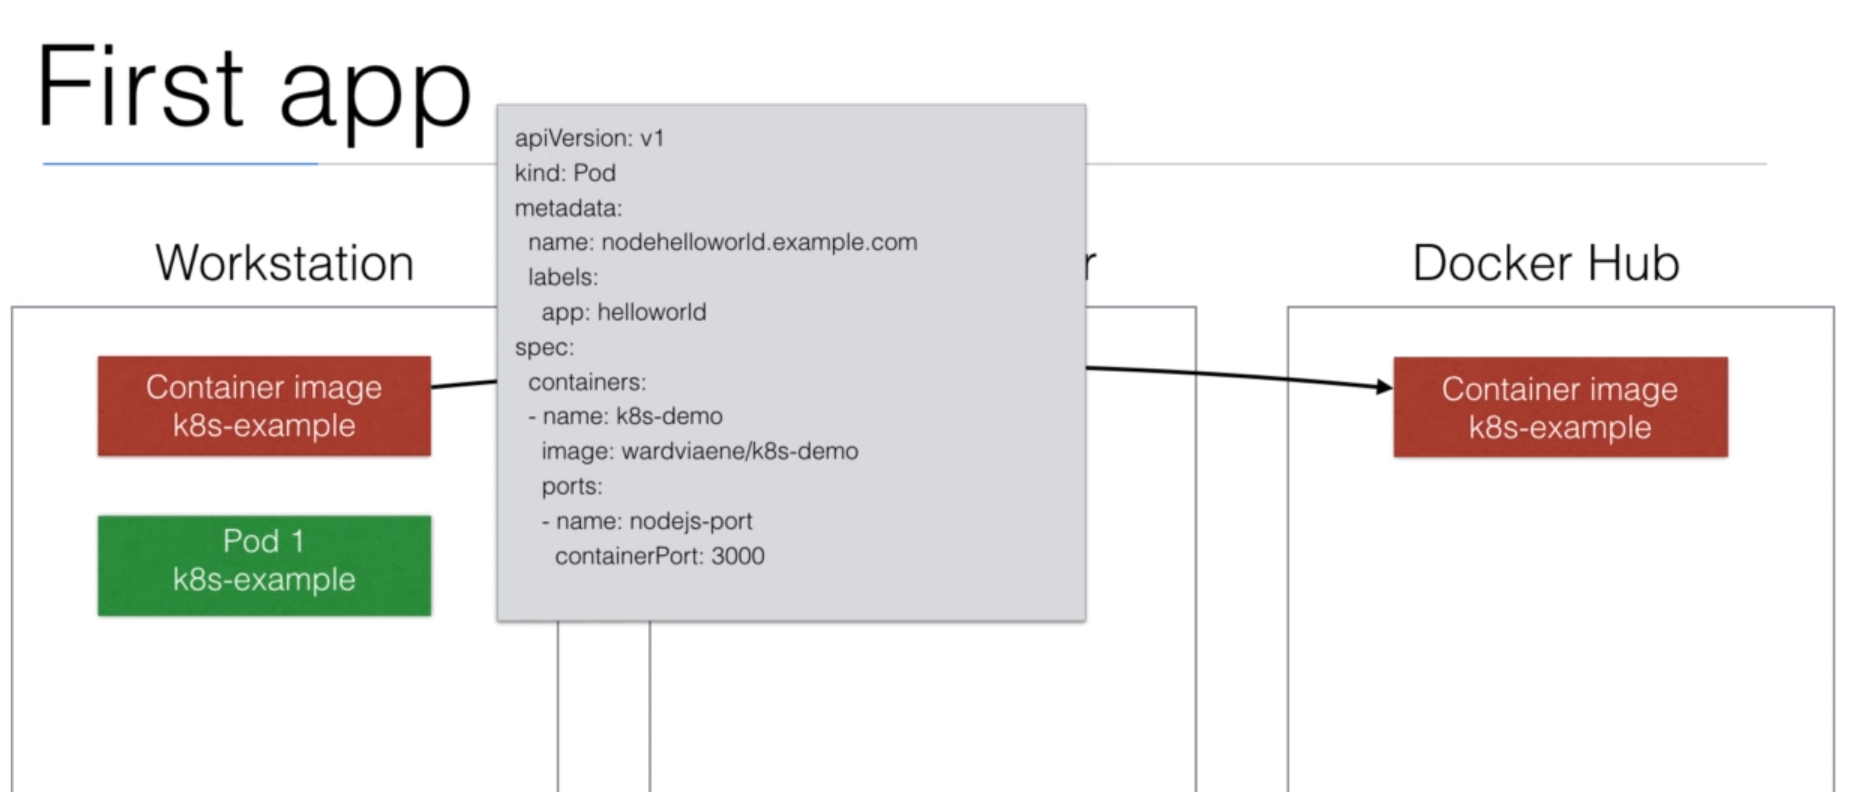 First app
apiVersion: v1
kind: Pod
metadata:
  name: nodehelloworld.example.com
  labels:
    app: helloworld
spec:
  containers:
  - name: k8s-demo
    image: wardviaene/k8s-demo
    ports:
    - name: nodejs-port
      containerPort: 3000
Workstation
Container image
k8s-example
Pod 1
k8s-example
Docker Hub
Container image
k8s-example